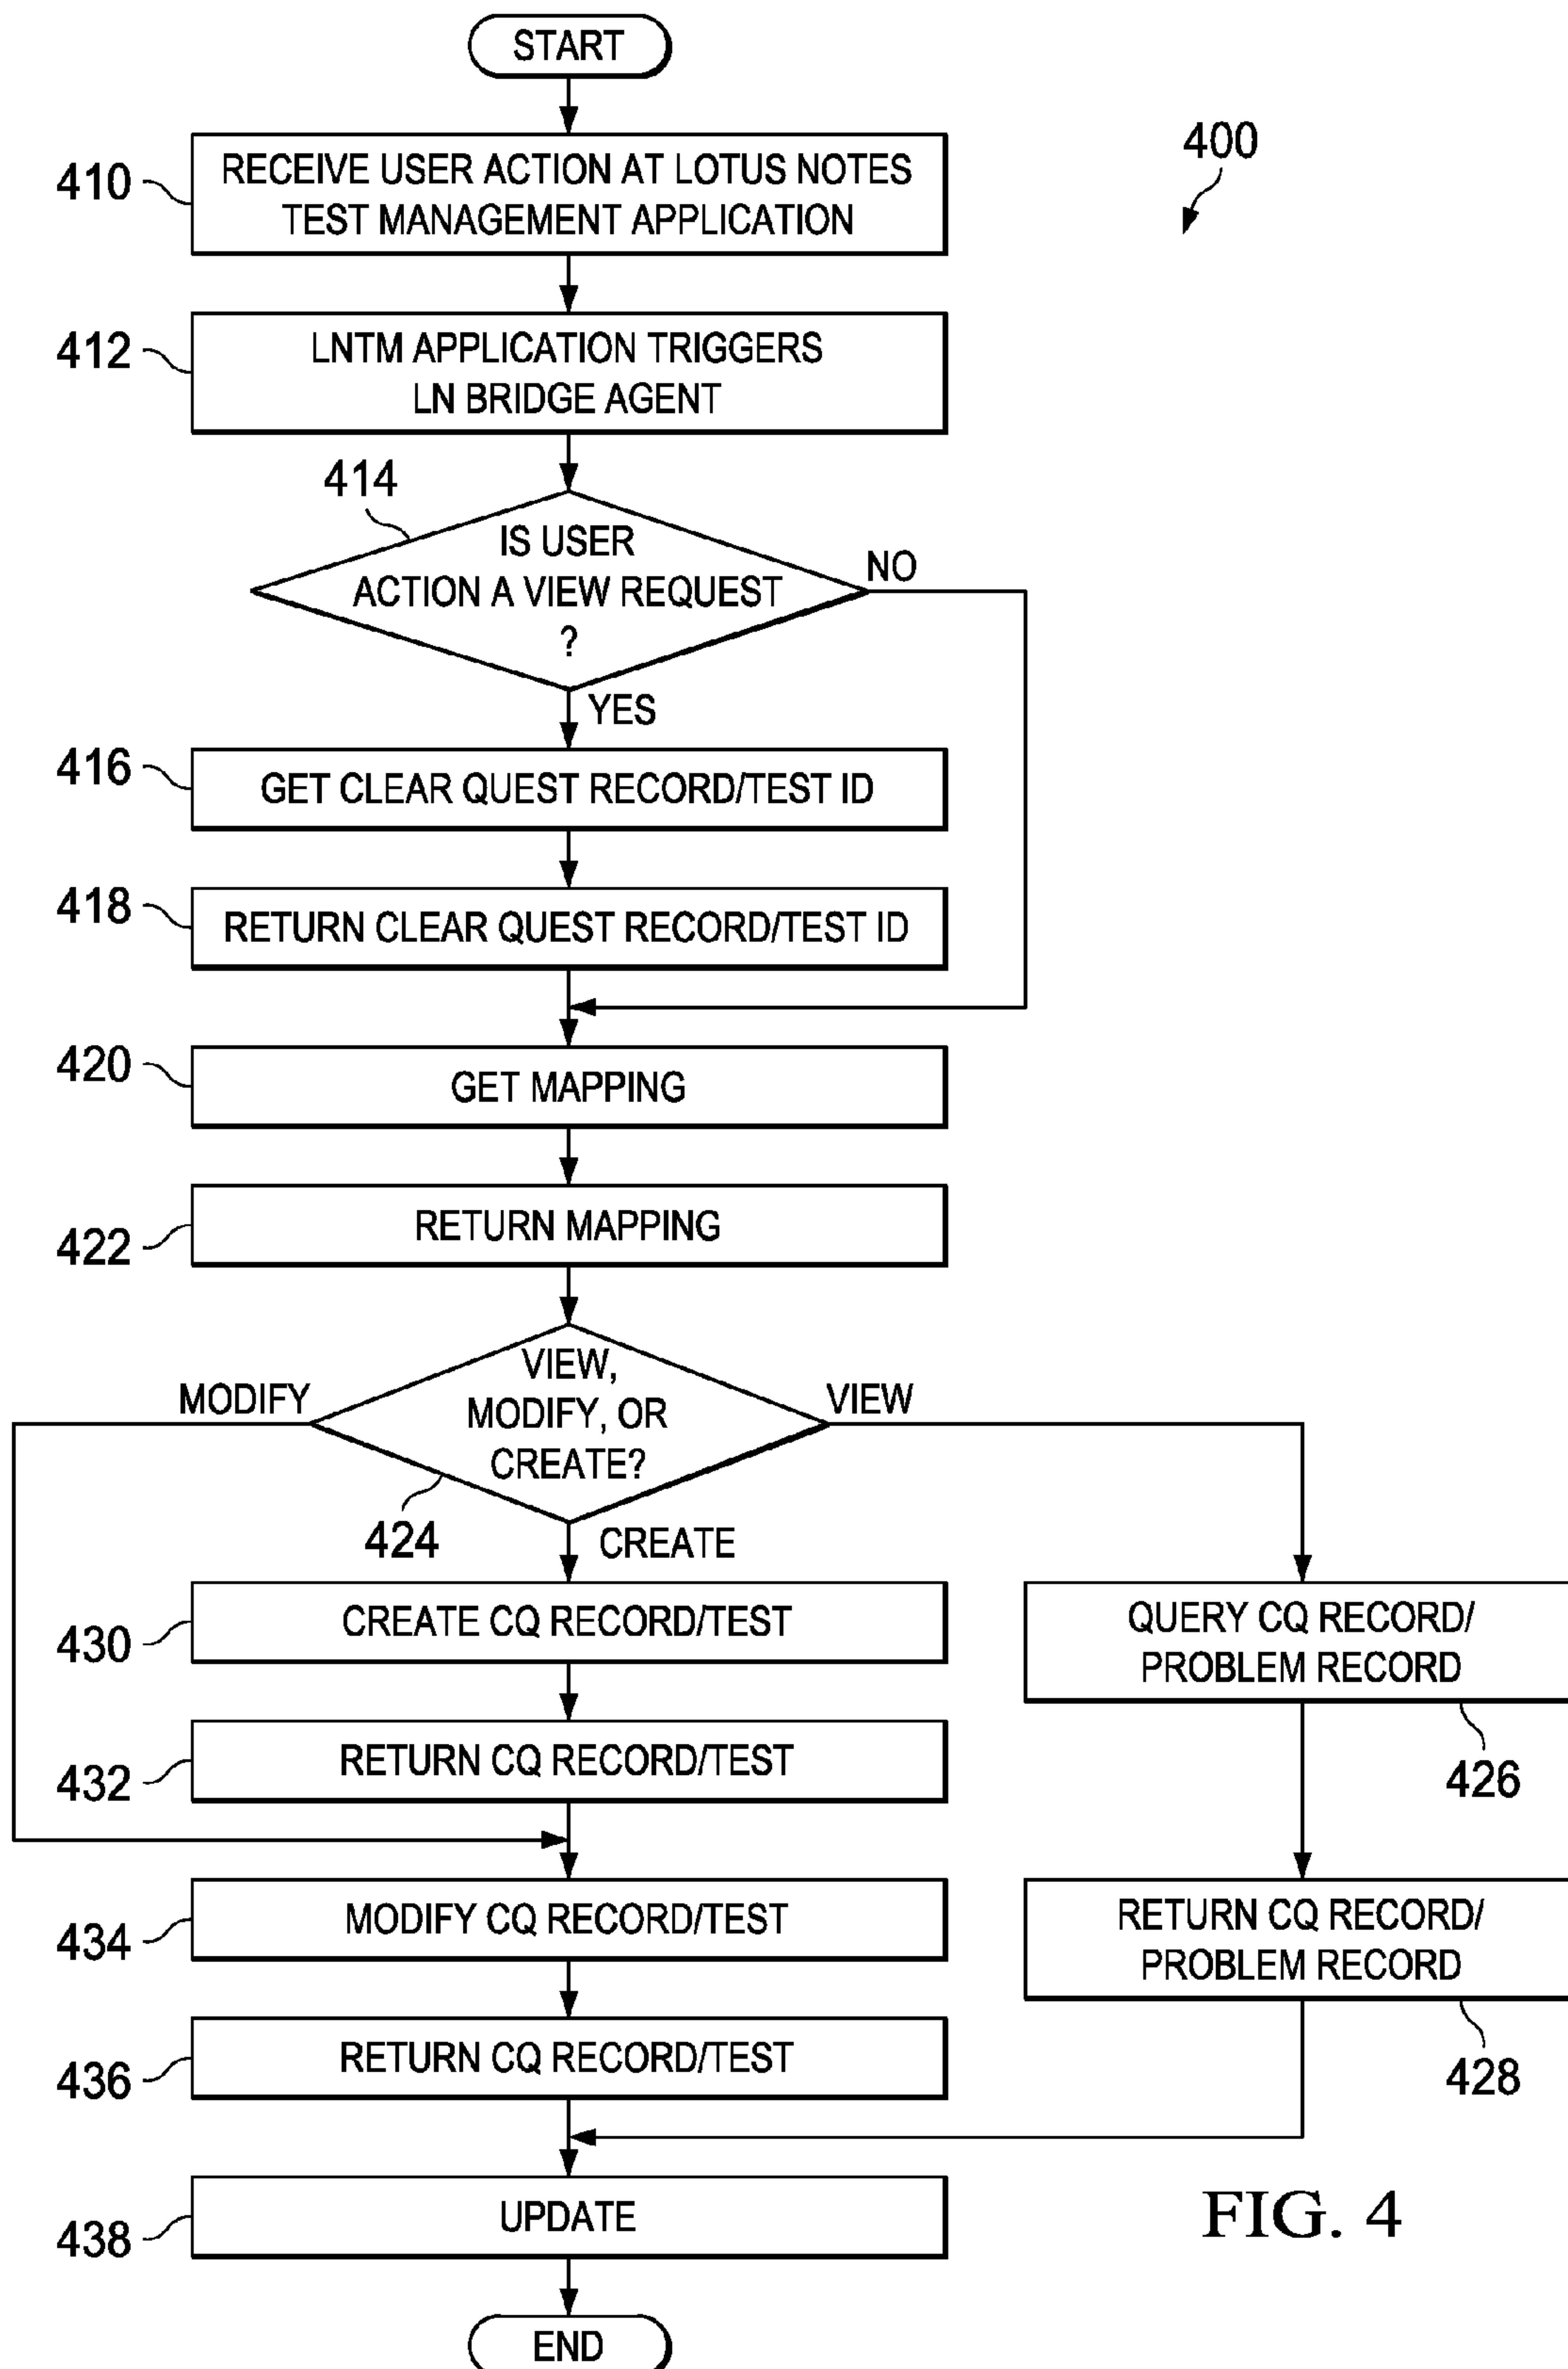 START
400
410
RECEIVE USER ACTION AT LOTUS NOTES
TEST MANAGEMENT APPLICATION
412
LNTM APPLICATION TRIGGERS
LN BRIDGE AGENT
414
IS USER
ACTION A VIEW REQUEST
?
NO
YES
416
GET CLEAR QUEST RECORD/TEST ID
418
RETURN CLEAR QUEST RECORD/TEST ID
420
GET MAPPING
422
RETURN MAPPING
MODIFY
VIEW,
MODIFY, OR
CREATE?
VIEW
424
CREATE
430
CREATE CQ RECORD/TEST
QUERY CQ RECORD/
PROBLEM RECORD
426
432
RETURN CQ RECORD/TEST
434
MODIFY CQ RECORD/TEST
RETURN CQ RECORD/
PROBLEM RECORD
428
436
RETURN CQ RECORD/TEST
438
UPDATE
FIG. 4
END